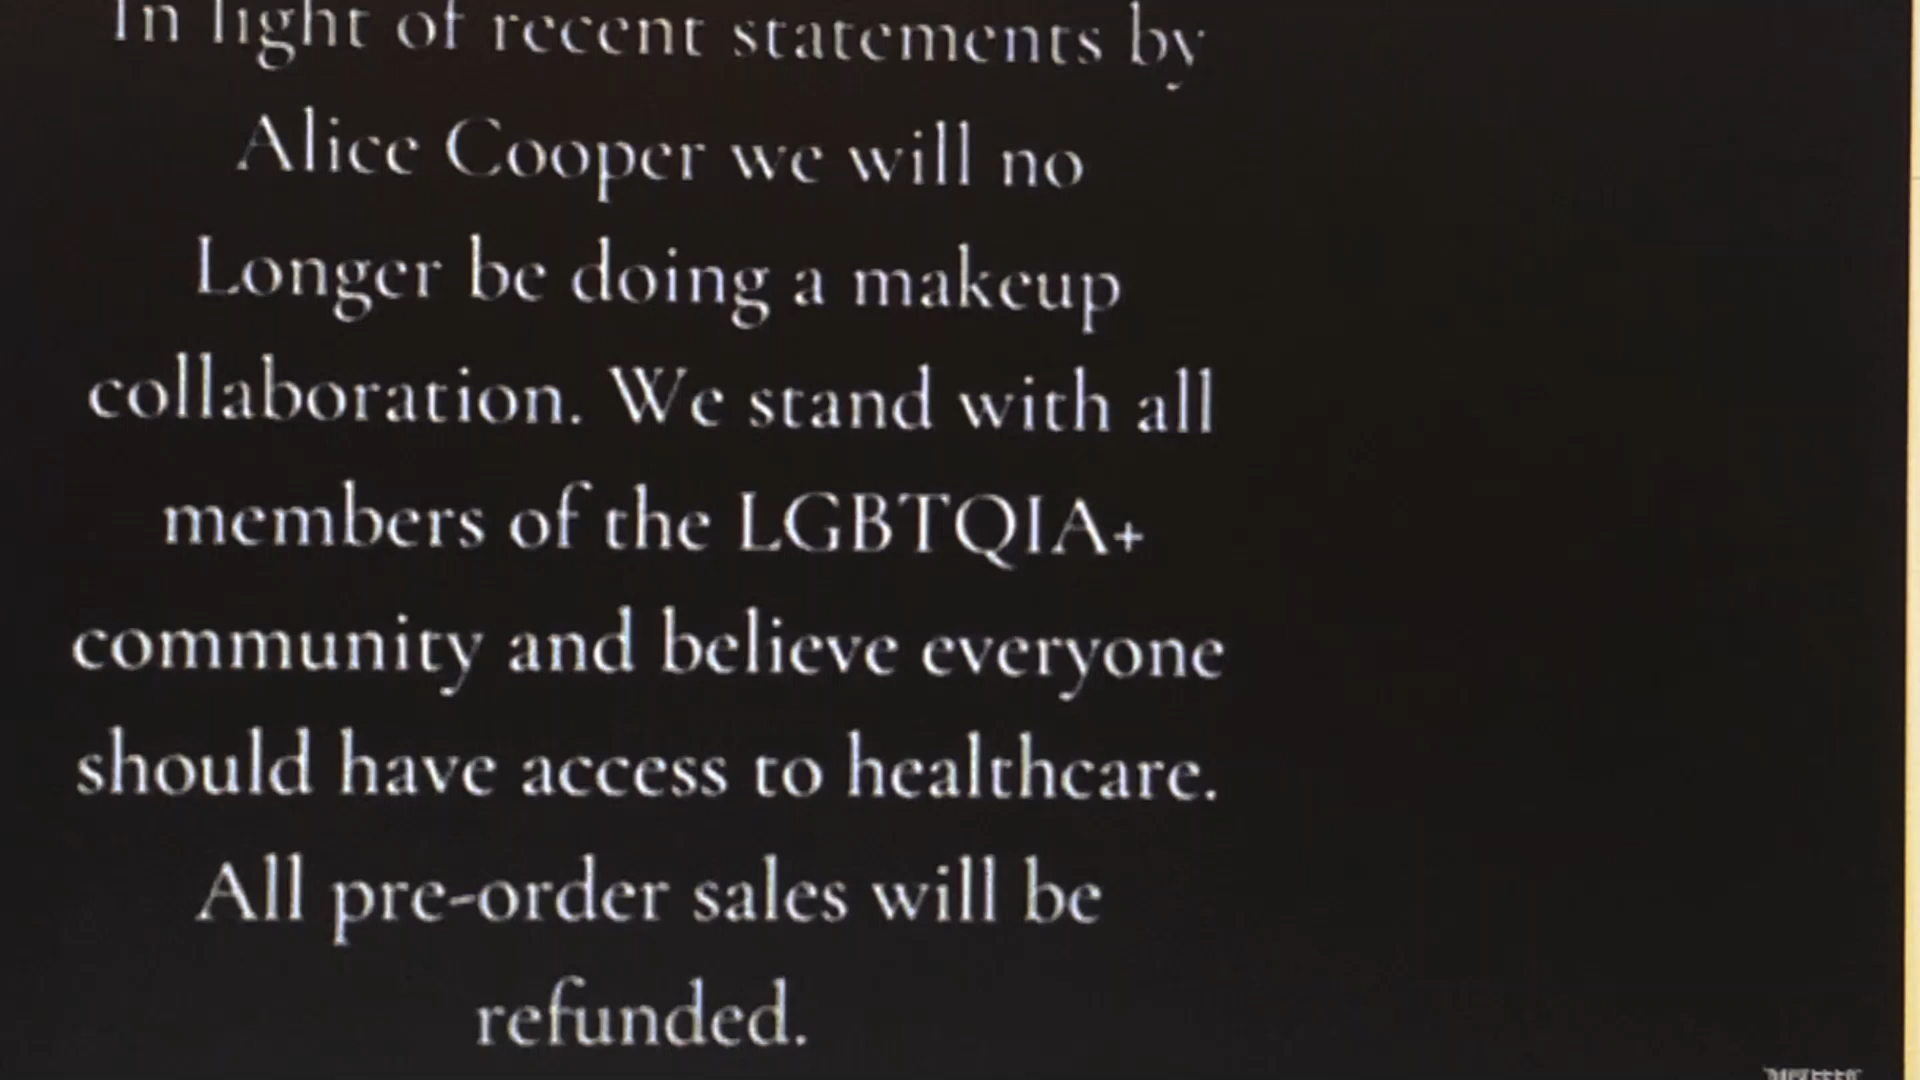 In light of recent statements by
Alice Cooper we will no
Longer be doing a makeup
collaboration. We stand with all
members of the LGBTQIA+
community and believe everyone
should have access to healthcare.
All pre-order sales will be
refunded.